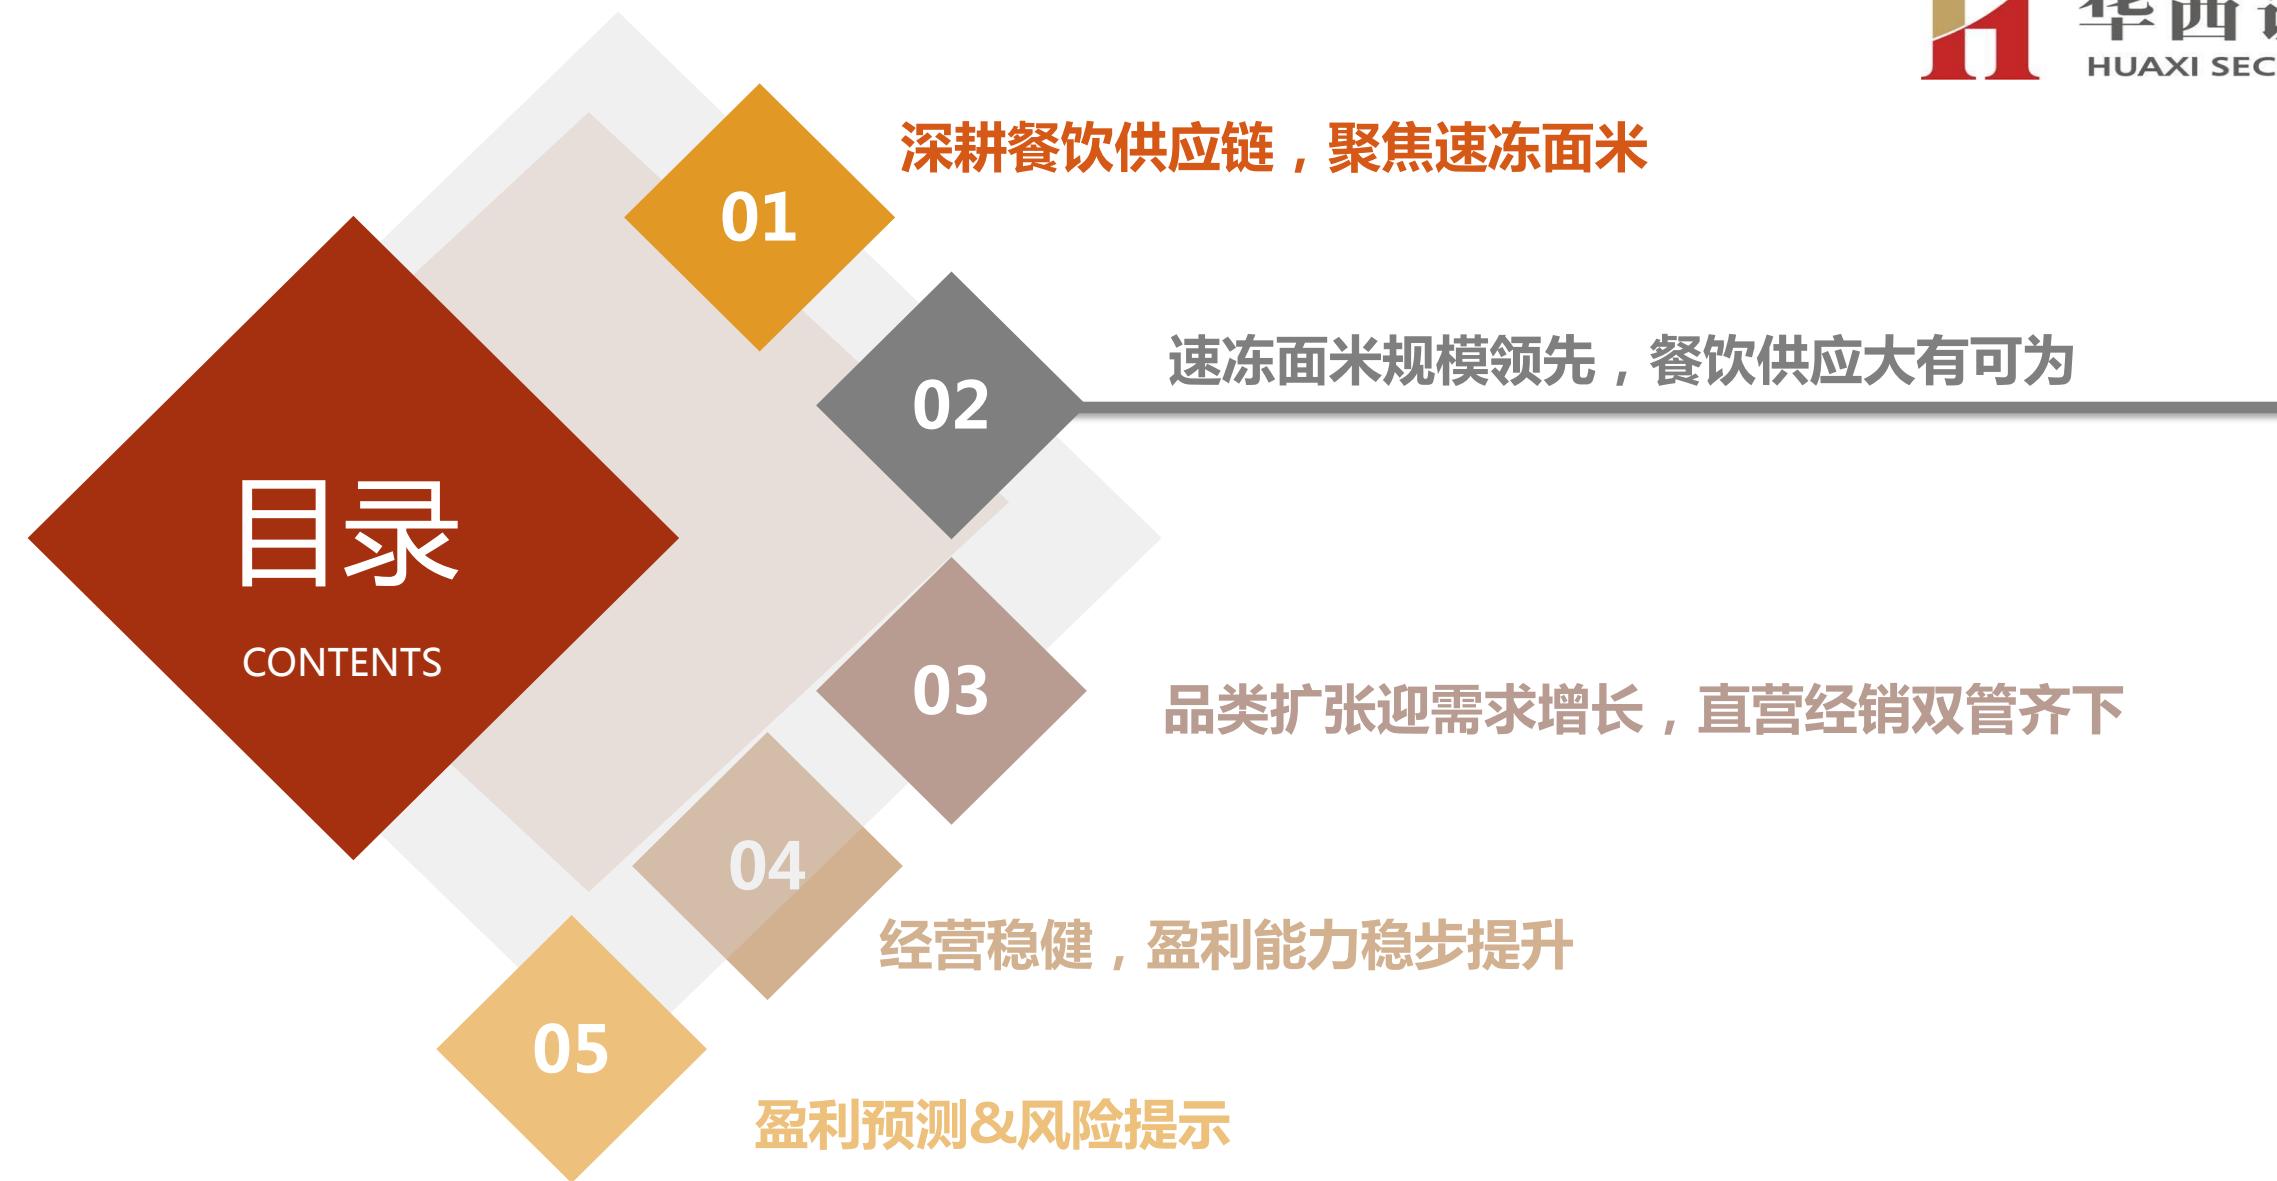 华西
HUAXI SEC
01
深耕餐饮供应链，聚焦速冻面米
02
速冻面米规模领先，餐饮供应大有可为
目录
CONTENTS
03
品类扩张迎需求增长，直营经销双管齐下
04
经营稳健，盈利能力稳步提升
05
盈利预测&风险提示